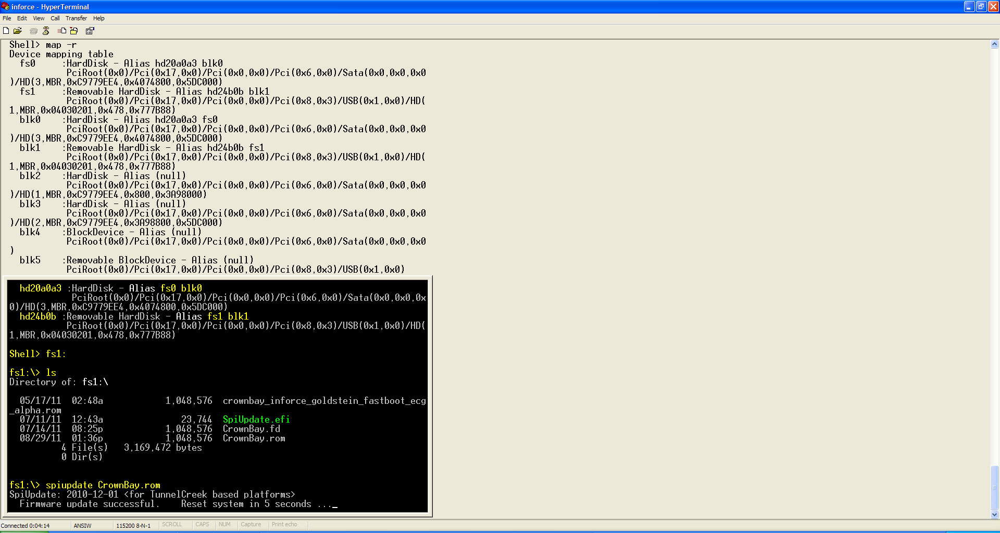 inforce - HyperTerminal
File Edit View Call Transfer Help
Shell> map -r
Device mapping table
fs0 :HardDisk - Alias hd20a0a3 blk0
PciRoot(0x0)/Pci(0x17,0x0)/Pci(0x0,0x0)/Pci(0x6,0x0)/Sata(0x0,0x0,0x0
)/HD(3,MBR,0xC9779EE4,0x4074800,0x5DC000)
fs1 :Removable HardDisk - Alias hd24b0b blk1
PciRoot(0x0)/Pci(0x17,0x0)/Pci(0x0,0x0)/Pci(0x8,0x3)/USB(0x1,0x0)/HD(
1,MBR,0x04030201,0x478,0x777B88)
blk0 :HardDisk - Alias hd20a0a3 fs0
PciRoot(0x0)/Pci(0x17,0x0)/Pci(0x0,0x0)/Pci(0x6,0x0)/Sata(0x0,0x0,0x0
)/HD(3,MBR,0xC9779EE4,0x4074800,0x5DC000)
blk1 :Removable HardDisk - Alias hd24b0b fs1
PciRoot(0x0)/Pci(0x17,0x0)/Pci(0x0,0x0)/Pci(0x8,0x3)/USB(0x1,0x0)/HD(
1,MBR,0x04030201,0x478,0x777B88)
blk2 :HardDisk - Alias (null)
PciRoot(0x0)/Pci(0x17,0x0)/Pci(0x0,0x0)/Pci(0x6,0x0)/Sata(0x0,0x0,0x0
)/HD(1,MBR,0xC9779EE4,0x800,0x3A98000)
blk3 :HardDisk - Alias (null)
PciRoot(0x0)/Pci(0x17,0x0)/Pci(0x0,0x0)/Pci(0x6,0x0)/Sata(0x0,0x0,0x0
)/HD(2,MBR,0xC9779EE4,0x3A98800,0x5DC000)
blk4 :BlockDevice - Alias (null)
PciRoot(0x0)/Pci(0x17,0x0)/Pci(0x0,0x0)/Pci(0x6,0x0)/Sata(0x0,0x0,0x0
)
blk5 :Removable BlockDevice - Alias (null)
PciRoot(0x0)/Pci(0x17,0x0)/Pci(0x0,0x0)/Pci(0x8,0x3)/USB(0x1,0x0)
hd20a0a3 :HardDisk - Alias fs0 blk0
PciRoot(0x0)/Pci(0x17,0x0)/Pci(0x0,0x0)/Pci(0x6,0x0)/Sata(0x0,0x0,0x
0)/HD(3,MBR,0xC9779EE4,0x4074800,0x5DC000)
hd24b0b :Removable HardDisk - Alias fs1 blk1
PciRoot(0x0)/Pci(0x17,0x0)/Pci(0x0,0x0)/Pci(0x8,0x3)/USB(0x1,0x0)/HD(
1,MBR,0x04030201,0x478,0x777B88)
Shell> fs1:
fs1:\> ls
Directory of: fs1:\
05/17/11 02:48a 1,048,576 crownbay_inforce_goldstein_fastboot_ecg
_alpha.rom
07/11/11 12:43a 23,744 SpiUpdate.efi
07/14/11 08:25p 1,048,576 CrownBay.fd
08/29/11 01:36p 1,048,576 CrownBay.rom
4 File(s) 3,169,472 bytes
0 Dir(s)
fs1:\> spiupdate CrownBay.rom
SpiUpdate: 2010-12-01 <for TunnelCreek based platforms>
Firmware update successful. Reset system in 5 seconds ..._
Connected 0:04:14 ANSIW 115200 8-N-1 SCROLL CAPS NUM Capture Print echo